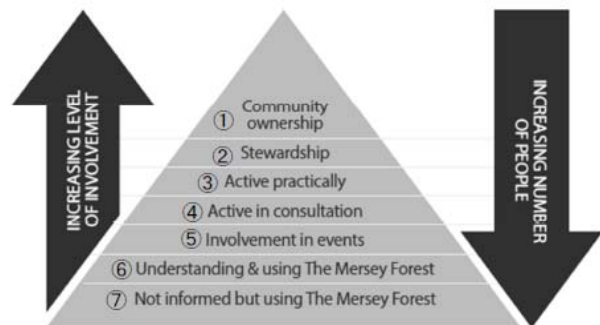 INCREASING LEVEL
OF INVOLVEMENT
① Community
ownership
② Stewardship
③ Active practically
④ Active in consultation
⑤ Involvement in events
⑥ Understanding & using The Mersey Forest
⑦ Not informed but using The Mersey Forest
INCREASING NUMBER
OF PEOPLE